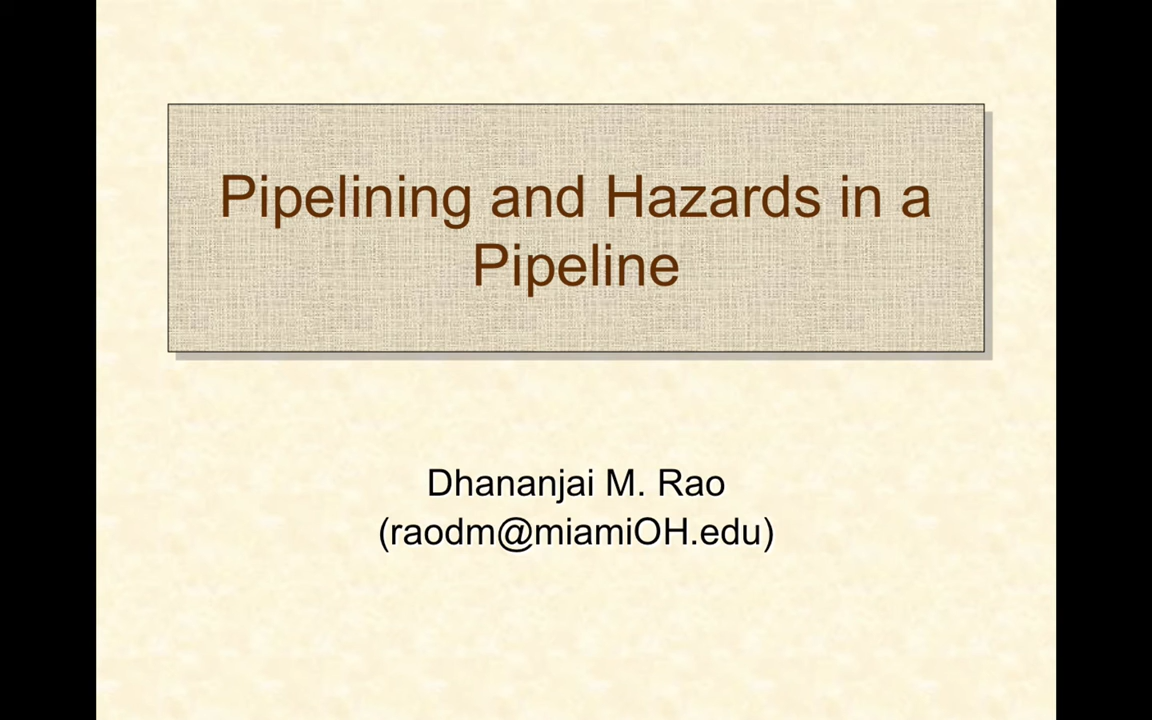 Pipelining and Hazards in a
Pipeline
Dhananjai M. Rao
(raodm@miamiOH.edu)